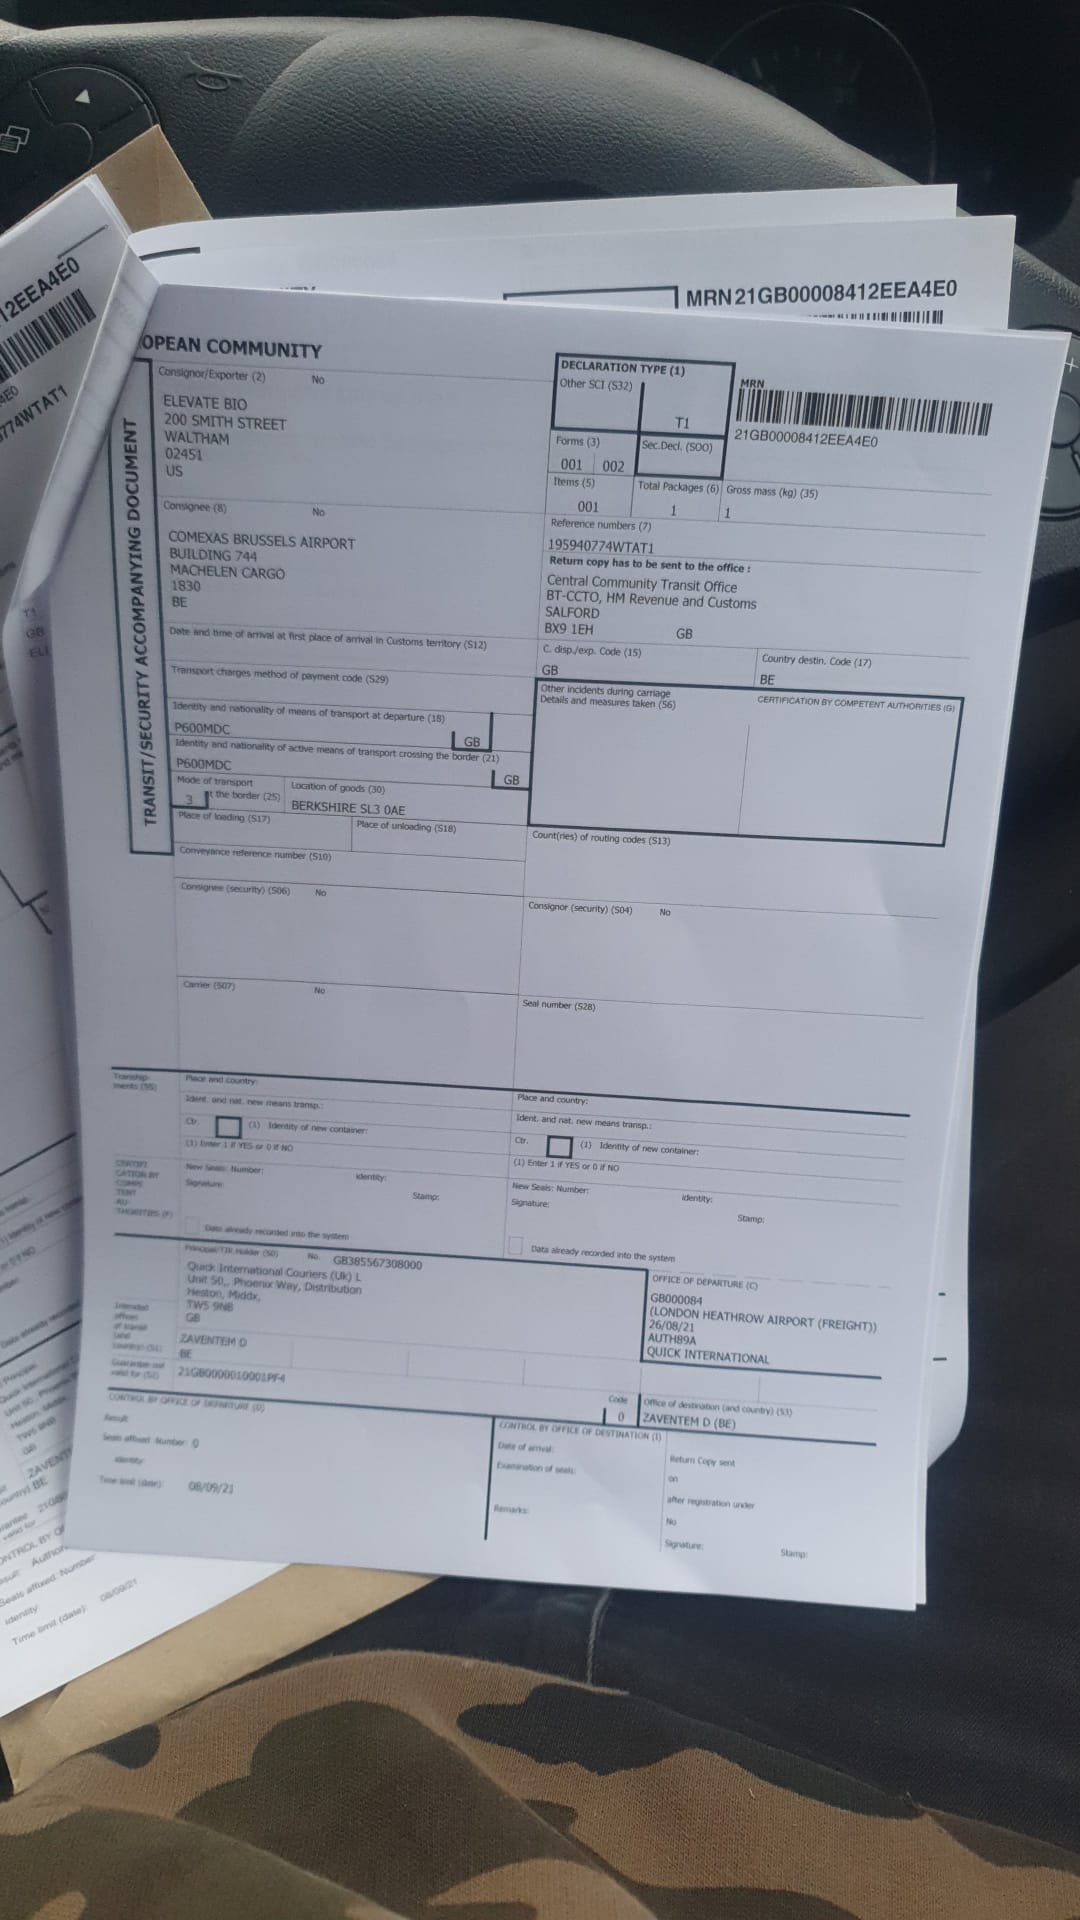 12EEA4E0
4E0
774WTAT1
MRN21GB00008412EEA4E0
OPEAN COMMUNITY
TRANSIT/SECURITY ACCOMPANYING DOCUMENT
Consignor/Exporter (2) No
ELEVATE BIO
200 SMITH STREET
WALTHAM
02451
US
DECLARATION TYPE (1)
Other SCI (S32)
T1
MRN
21GB00008412EEA4E0
Forms (3)
001 002
Sec.Decl. (SOO)
Items (5)
001
Total Packages (6)
1
Gross mass (kg) (35)
1
Consignee (8) No
COMEXAS BRUSSELS AIRPORT
BUILDING 744
MACHELEN CARGO
1830
BE
Reference numbers (7)
195940774WTAT1
Return copy has to be sent to the office :
Central Community Transit Office
BT-CCTO, HM Revenue and Customs
SALFORD
BX9 1EH GB
Date and time of arrival at first place of arrival in Customs territory (S12)
C. disp./exp. Code (15)
GB
Country destin. Code (17)
BE
Transport charges method of payment code (S29)
Other incidents during carriage
Details and measures taken (56)
CERTIFICATION BY COMPETENT AUTHORITIES (G)
Identity and nationality of means of transport at departure (18)
P600MDC GB
Identity and nationality of active means of transport crossing the border (21)
P600MDC GB
Mode of transport
3 t the border (25)
Location of goods (30)
BERKSHIRE SL3 0AE
Place of loading (S17)
Place of unloading (S18)
Count(ries) of routing codes (S13)
Conveyance reference number (S10)
Consignee (security) (S06) No
Consignor (security) (S04) No
Carrier (S07) No
Seal number (S28)
Tranship-
ments (55)
Place and country:
Ident. and nat. new means transp.:
Ctr. (1) Identity of new container:
(1) Enter 1 if YES or 0 if NO
Place and country:
Ident. and nat. new means transp.:
Ctr. (1) Identity of new container:
(1) Enter 1 if YES or 0 if NO
CERTIFI
CATION BY
COMPE
TENT
AU-
THORITIES (F)
New Seals: Number: identity:
Signature: Stamp:
Data already recorded into the system
New Seals: Number: identity:
Signature: Stamp:
Data already recorded into the system
Principal/TIR Holder (50) No. GB385567308000
Quick International Couriers (Uk) L
Unit 50,, Phoenix Way, Distribution
Heston, Middx,
TW5 9NB
GB
OFFICE OF DEPARTURE (C)
GB000084
(LONDON HEATHROW AIRPORT (FREIGHT))
26/08/21
AUTH89A
QUICK INTERNATIONAL
Intended
offices
of transit
(and
country) (51)
ZAVENTEM D
BE
Guarantee not
valid for (52)
21GB0000010001PF4
Code
0
Office of destination (and country) (53)
ZAVENTEM D (BE)
CONTROL BY OFFICE OF DEPARTURE (D)
Result:
Seals affixed: Number: 0
identity:
Time limit (date): 08/09/21
CONTROL BY OFFICE OF DESTINATION (I)
Date of arrival:
Examination of seals:
Remarks:
Return Copy sent
on
after registration under
No
Signature: Stamp:
Seals affixed: Number
identity:
Time limit (date): 08/09/21